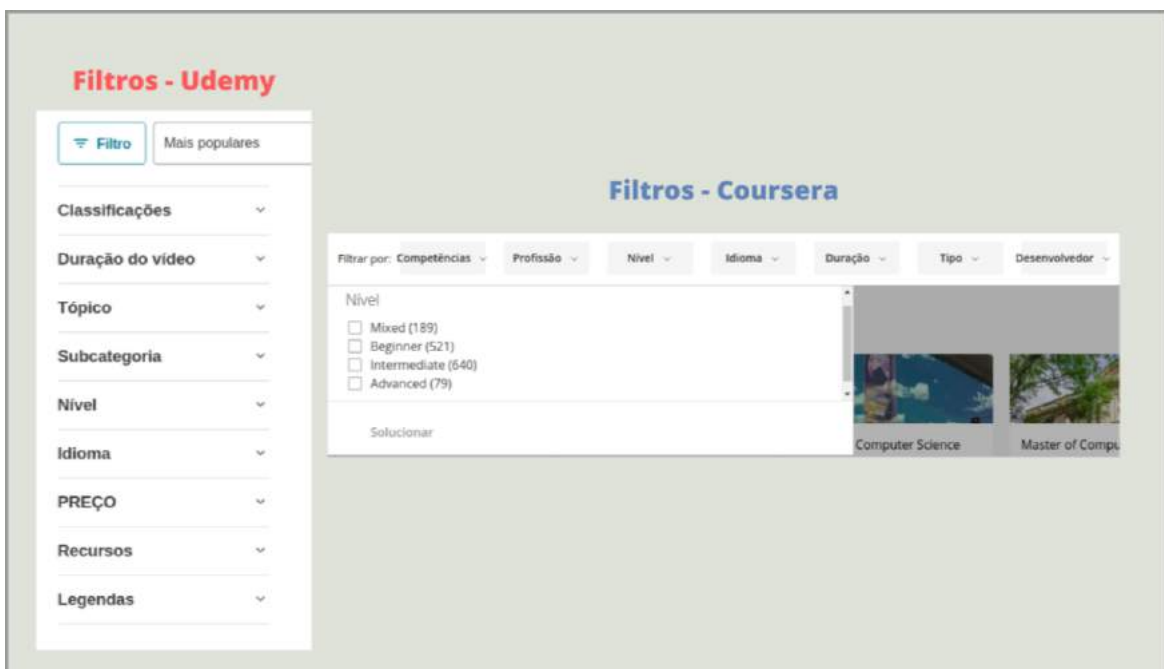 Filtros - Udemy
Filtro
Mais populares
Classificações
Duração do vídeo
Tópico
Subcategoria
Nível
Idioma
PREÇO
Recursos
Legendas
Filtros - Coursera
Filtrar por: Competências Profissão Nível Idioma Duração Tipo Desenvolvedor
Nível
Mixed (189)
Beginner (521)
Intermediate (640)
Advanced (79)
Solucionar
Computer Science
Master of Compu